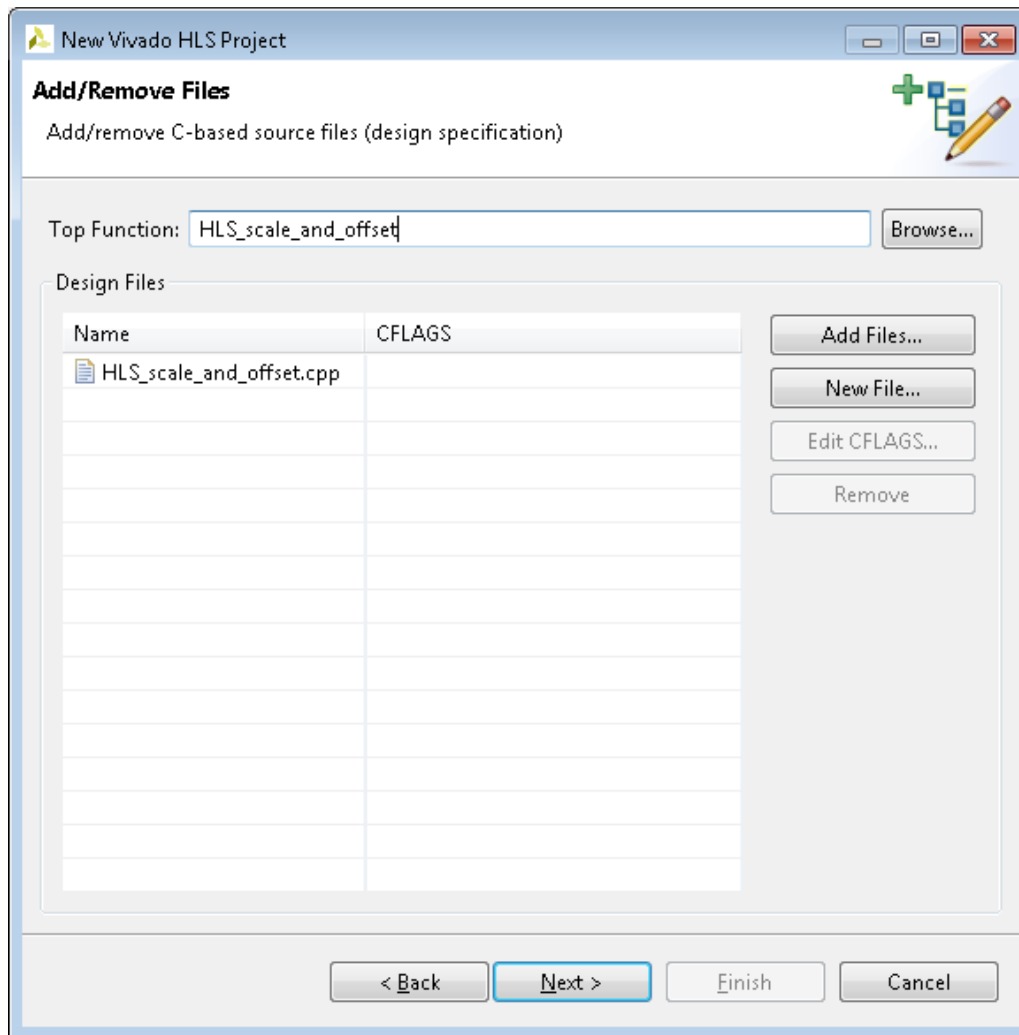 New Vivado HLS Project
Add/Remove Files
Add/remove C-based source files (design specification)
Top Function: HLS_scale_and_offset Browse...
Design Files
Name CFLAGS
HLS_scale_and_offset.cpp
Add Files...
New File...
Edit CFLAGS...
Remove
< Back Next > Finish Cancel